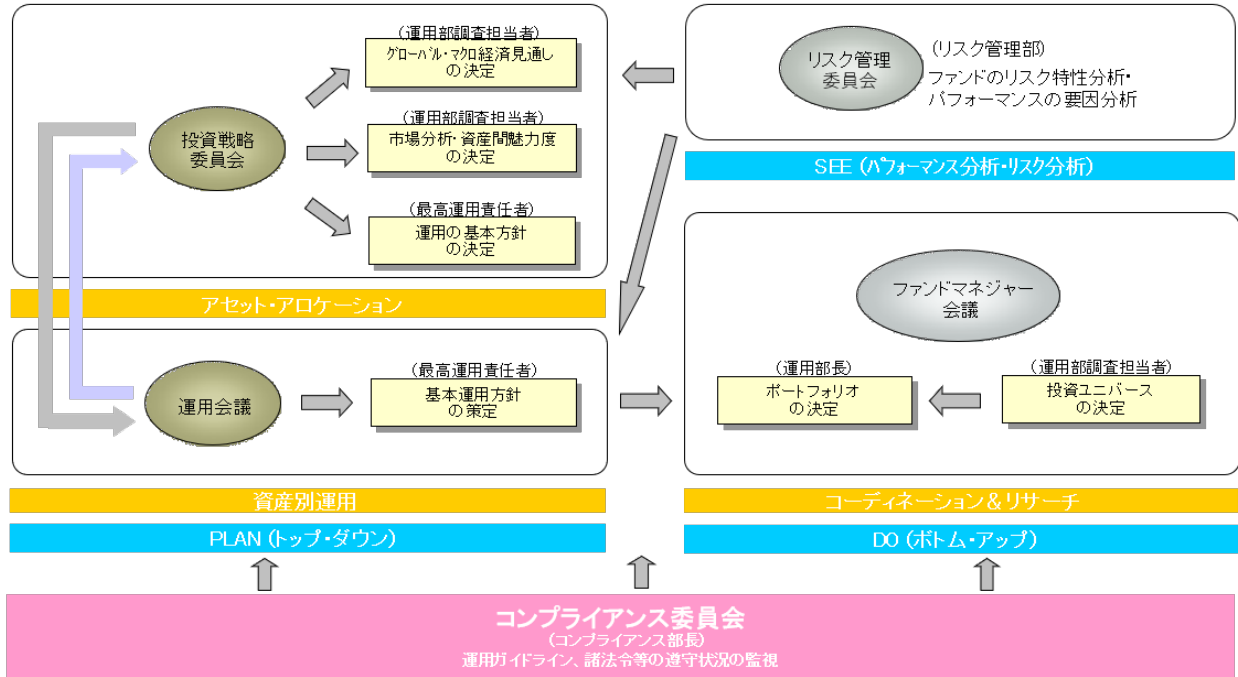 (運用部調査担当者)
グローバル・マクロ経済見通し
の決定
投資戦略
委員会
(運用部調査担当者)
市場分析・資産間魅力度
の決定
(最高運用責任者)
運用の基本方針
の決定
アセット・アロケーション
リスク管理
委員会
(リスク管理部)
ファンドのリスク特性分析・
パフォーマンスの要因分析
SEE (パフォーマンス分析・リスク分析)
運用会議
(最高運用責任者)
基本運用方針
の策定
資産別運用
PLAN (トップ・ダウン)
ファンドマネジャー
会議
(運用部長)
ポートフォリオ
の決定
(運用部調査担当者)
投資ユニバース
の決定
コーディネーション&リサーチ
DO (ボトム・アップ)
コンプライアンス委員会
(コンプライアンス部長)
運用ガイドライン、諸法令等の遵守状況の監視